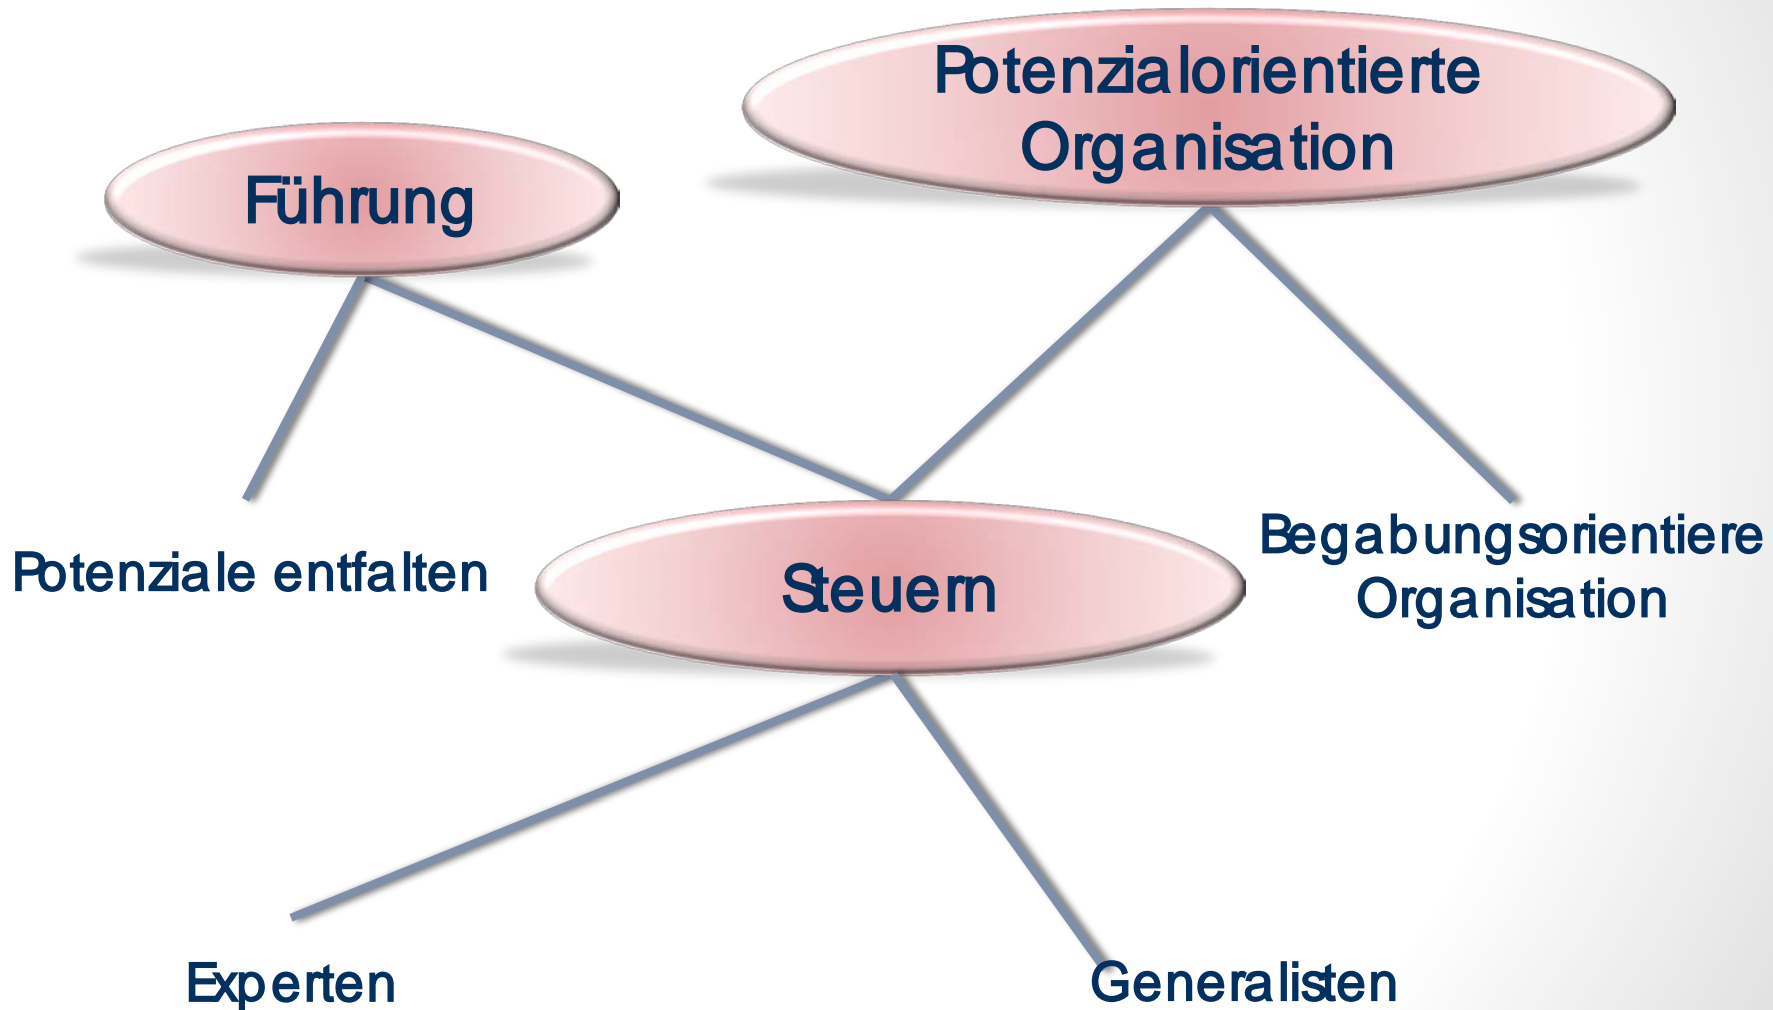 Potenzialorientierte
Organisation
Führung
Potenziale entfalten
Steuern
Begabungsorientiere
Organisation
Experten
Generalisten